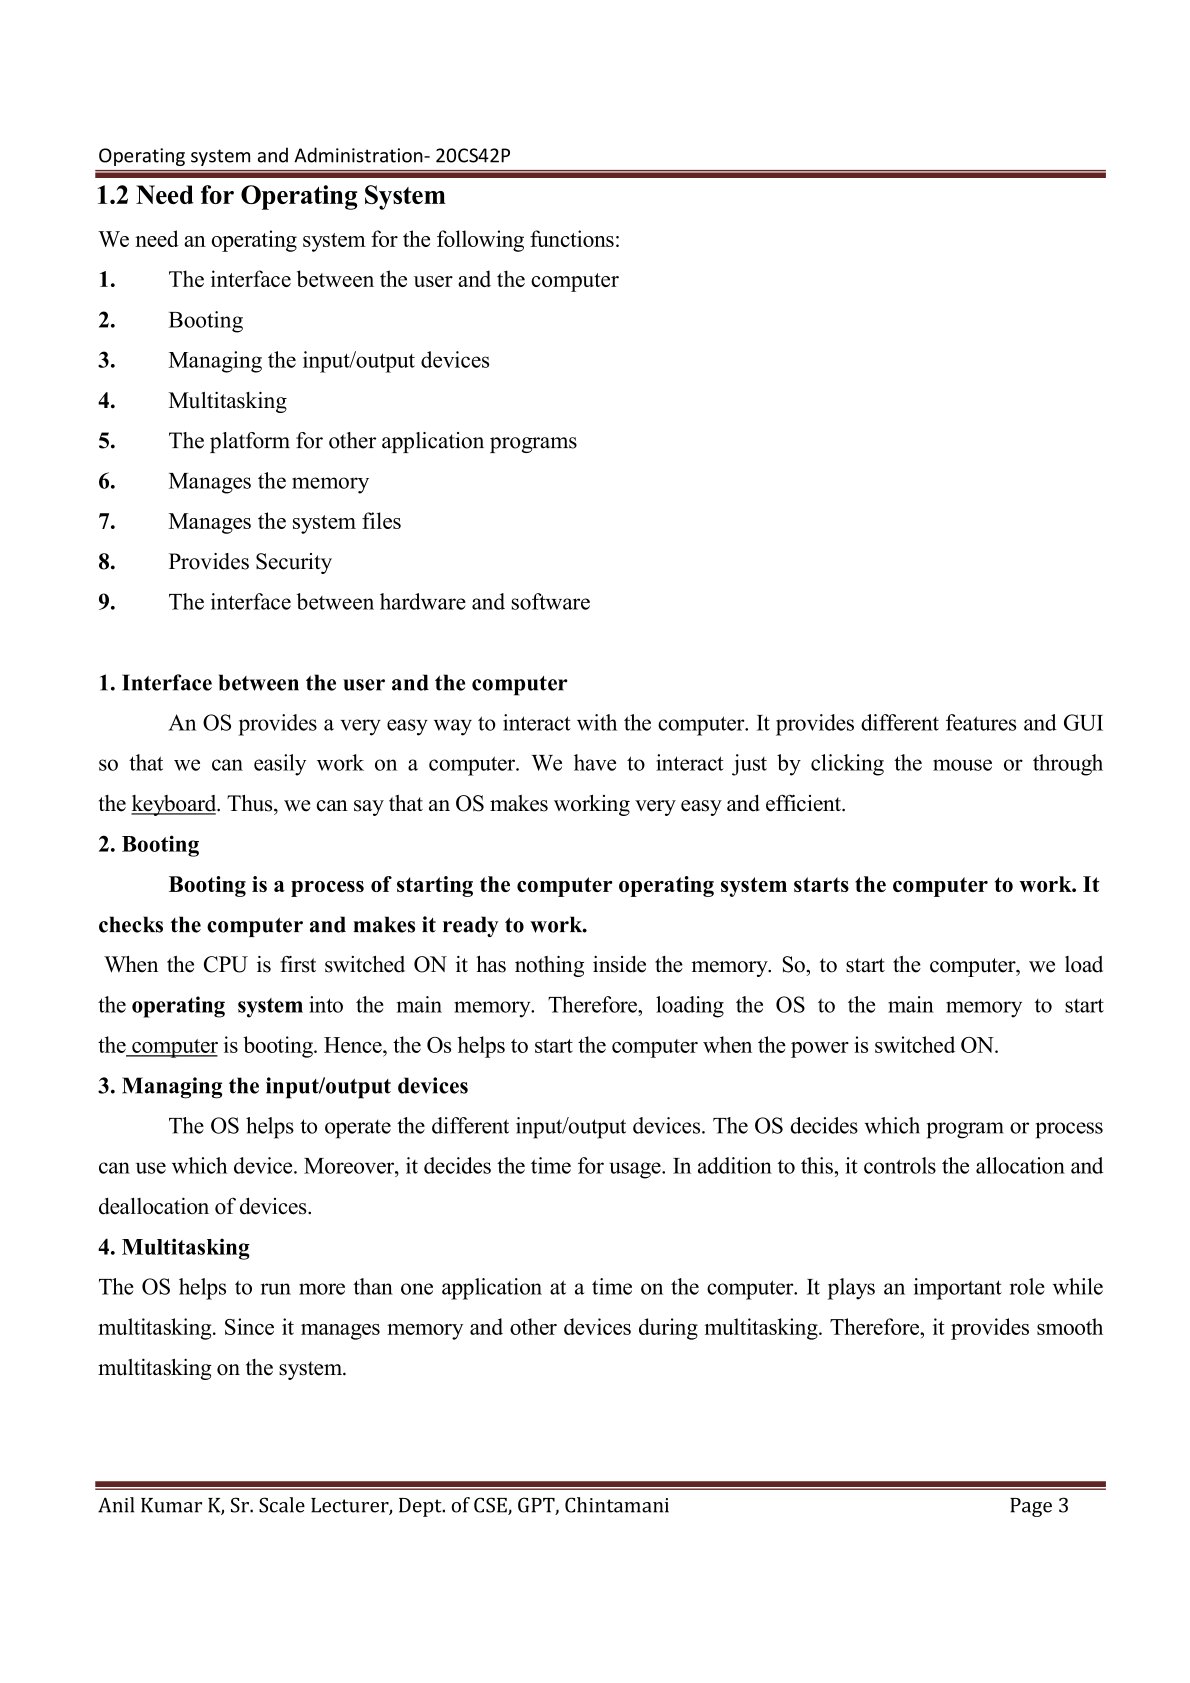 Operating system and Administration- 20CS42P
1.2 Need for Operating System
We need an operating system for the following functions:
1. The interface between the user and the computer
2. Booting
3. Managing the input/output devices
4. Multitasking
5. The platform for other application programs
6. Manages the memory
7. Manages the system files
8. Provides Security
9. The interface between hardware and software
1. Interface between the user and the computer
An OS provides a very easy way to interact with the computer. It provides different features and GUI
so that we can easily work on a computer. We have to interact just by clicking the mouse or through
the keyboard. Thus, we can say that an OS makes working very easy and efficient.
2. Booting
Booting is a process of starting the computer operating system starts the computer to work. It
checks the computer and makes it ready to work.
When the CPU is first switched ON it has nothing inside the memory. So, to start the computer, we load
the operating system into the main memory. Therefore, loading the OS to the main memory to start
the computer is booting. Hence, the Os helps to start the computer when the power is switched ON.
3. Managing the input/output devices
The OS helps to operate the different input/output devices. The OS decides which program or process
can use which device. Moreover, it decides the time for usage. In addition to this, it controls the allocation and
deallocation of devices.
4. Multitasking
The OS helps to run more than one application at a time on the computer. It plays an important role while
multitasking. Since it manages memory and other devices during multitasking. Therefore, it provides smooth
multitasking on the system.
Anil Kumar K, Sr. Scale Lecturer, Dept. of CSE, GPT, Chintamani Page 3